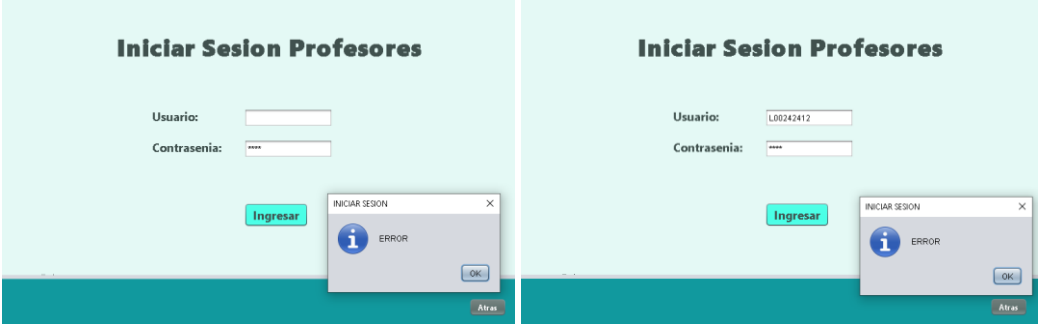 Iniciar Sesion Profesores
Usuario:
Contrasenia:
****
Ingresar
INICIAR SESION
ERROR
OK
Atras
Iniciar Sesion Profesores
Usuario:
L00242412
Contrasenia:
****
Ingresar
INICIAR SESION
ERROR
OK
Atras